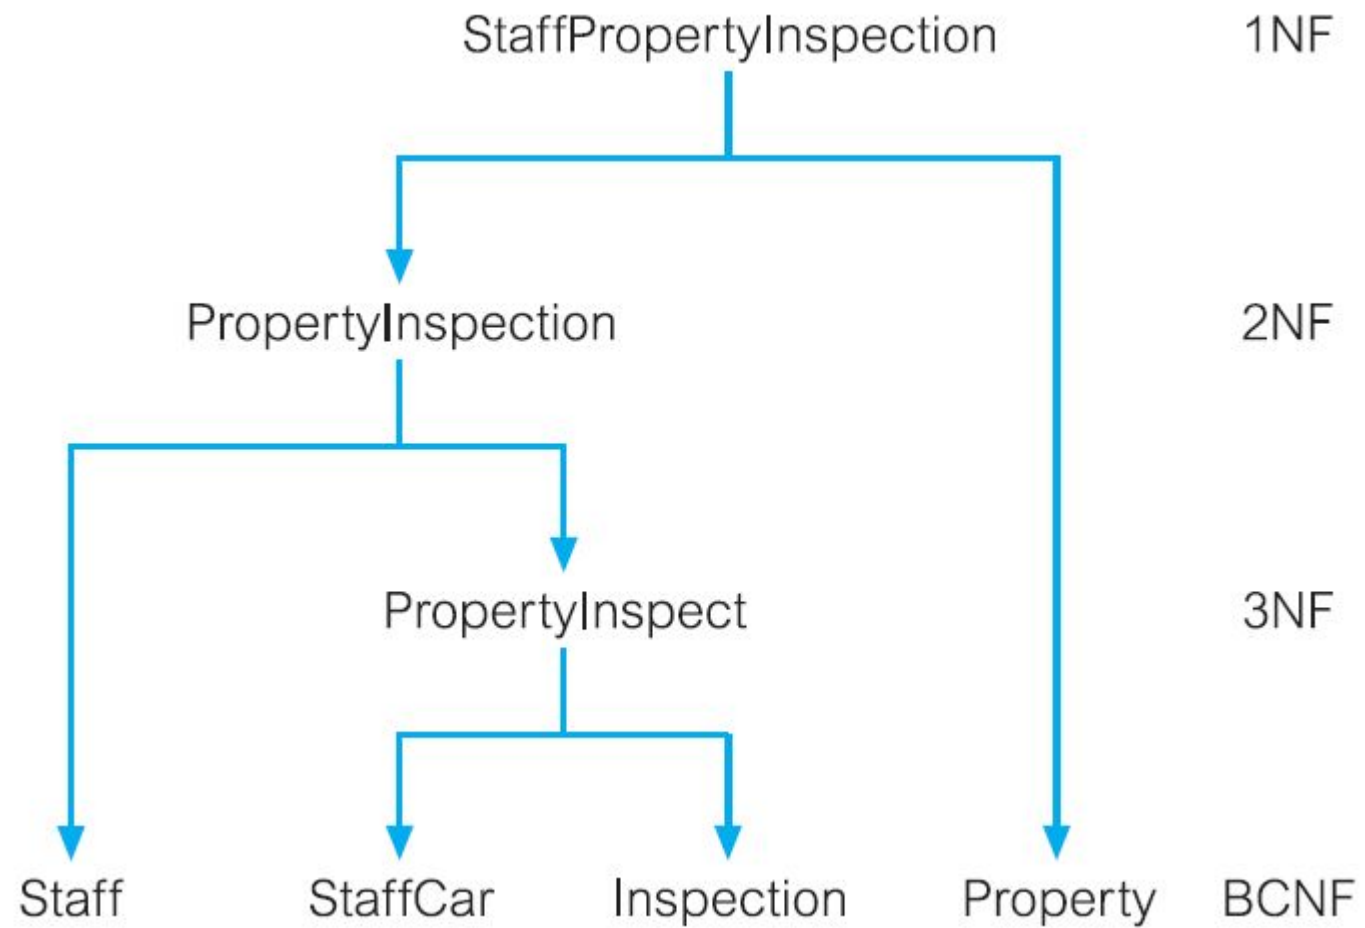 StaffPropertyInspection 1NF
PropertyInspection 2NF
PropertyInspect 3NF
Staff StaffCar Inspection Property BCNF